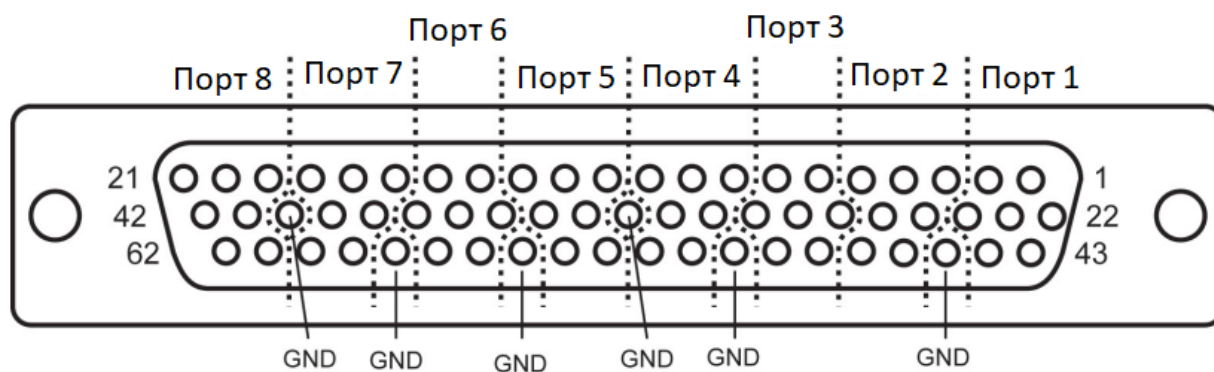 Порт 6
Порт 3
Порт 8
Порт 7
Порт 5
Порт 4
Порт 2
Порт 1
21
1
42
22
62
43
GND
GND
GND
GND
GND
GND